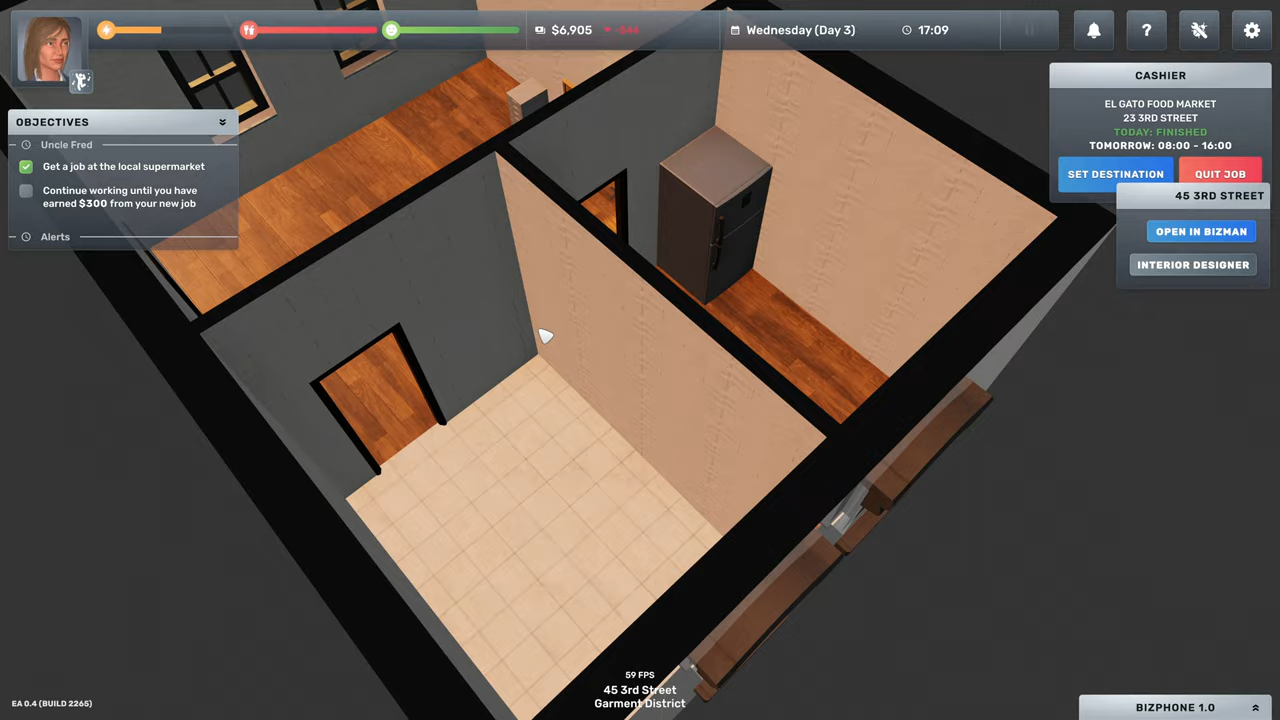 $6,905
-$44
Wednesday (Day 3)
17:09
?
OBJECTIVES
Uncle Fred
Get a job at the local supermarket
Continue working until you have
earned $300 from your new job
Alerts
CASHIER
EL GATO FOOD MARKET
23 3RD STREET
TODAY: FINISHED
TOMORROW: 08:00 - 16:00
SET DESTINATION
QUIT JOB
45 3RD STREET
OPEN IN BIZMAN
INTERIOR DESIGNER
59 FPS
45 3rd Street
Garment District
EA 0.4 (BUILD 2265)
BIZPHONE 1.0